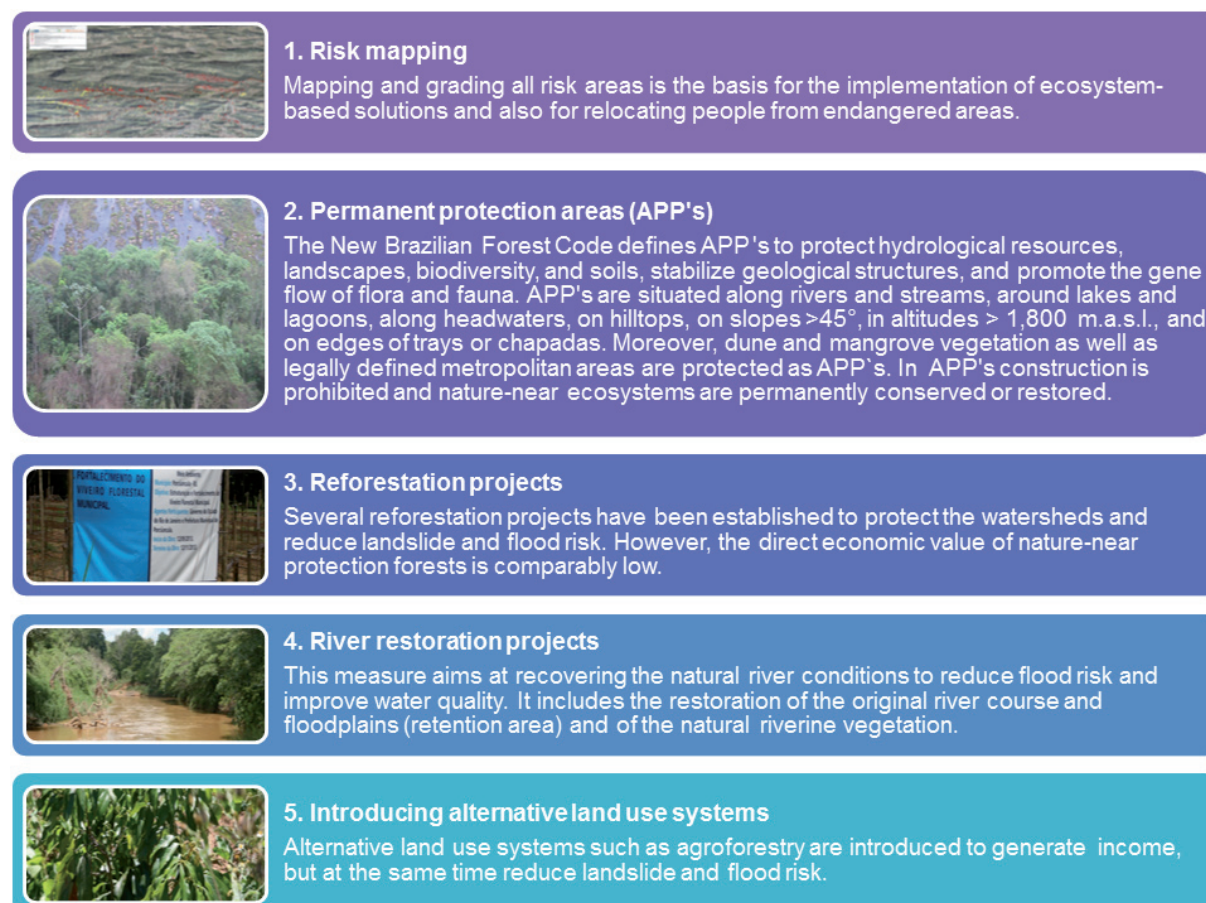 1. Risk mapping
Mapping and grading all risk areas is the basis for the implementation of ecosystem-
based solutions and also for relocating people from endangered areas.
2. Permanent protection areas (APP's)
The New Brazilian Forest Code defines APP's to protect hydrological resources,
landscapes, biodiversity, and soils, stabilize geological structures, and promote the gene
flow of flora and fauna. APP's are situated along rivers and streams, around lakes and
lagoons, along headwaters, on hilltops, on slopes >45°, in altitudes > 1,800 m.a.s.l., and
on edges of trays or chapadas. Moreover, dune and mangrove vegetation as well as
legally defined metropolitan areas are protected as APP`s. In APP's construction is
prohibited and nature-near ecosystems are permanently conserved or restored.
FORTALECIMENTO DO
VIVEIRO FLORESTAL
MUNICIPAL
3. Reforestation projects
Several reforestation projects have been established to protect the watersheds and
reduce landslide and flood risk. However, the direct economic value of nature-near
protection forests is comparably low.
4. River restoration projects
This measure aims at recovering the natural river conditions to reduce flood risk and
improve water quality. It includes the restoration of the original river course and
floodplains (retention area) and of the natural riverine vegetation.
5. Introducing alternative land use systems
Alternative land use systems such as agroforestry are introduced to generate income,
but at the same time reduce landslide and flood risk.